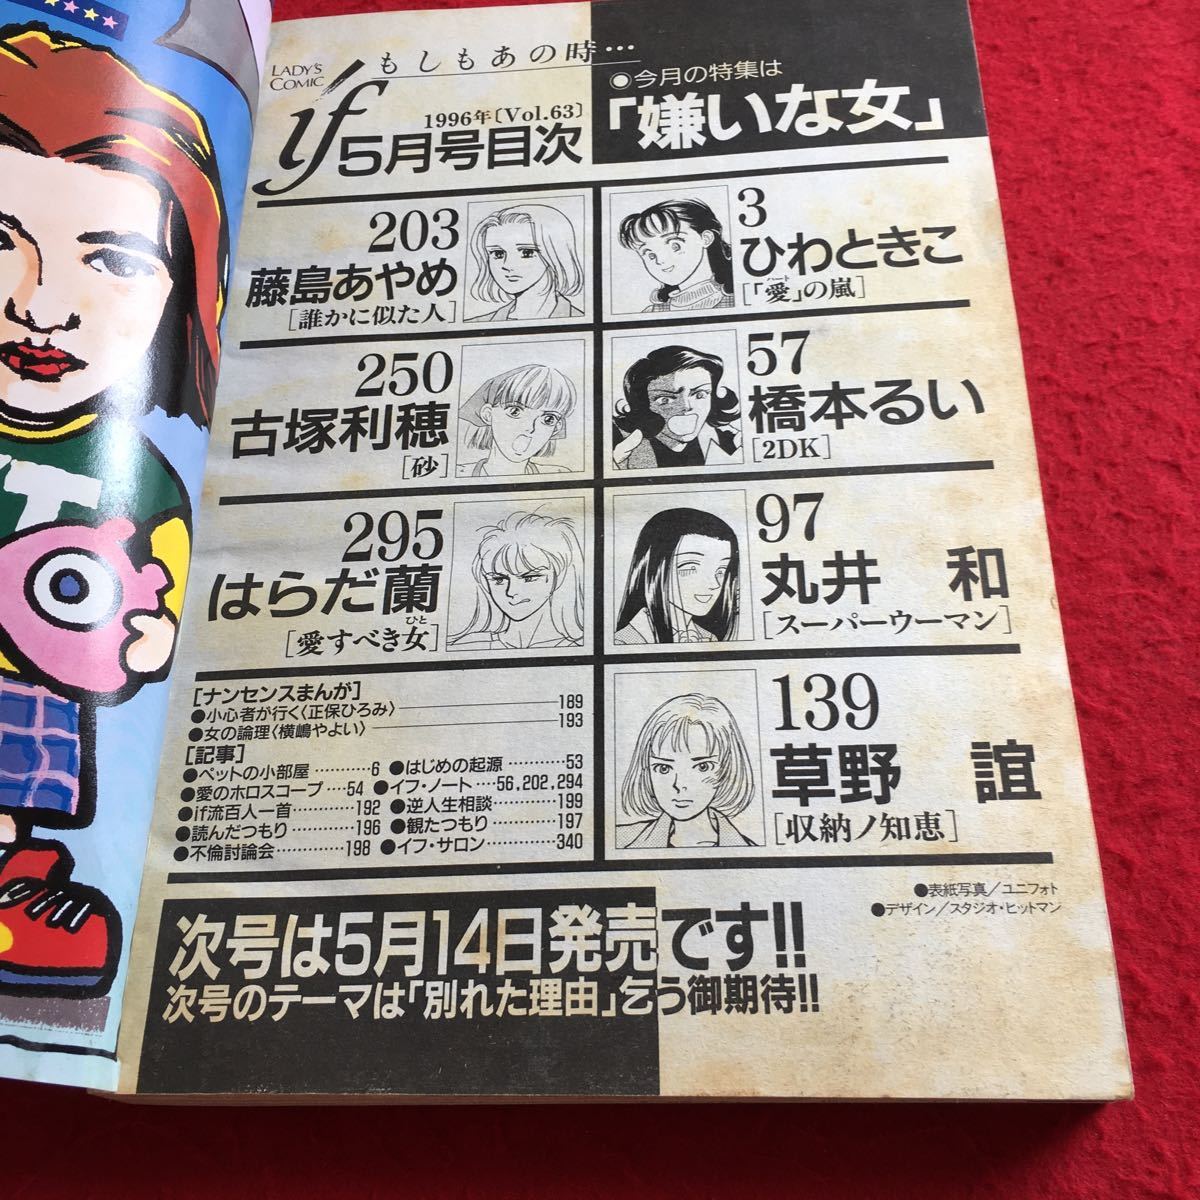 LADY'S
COMIC
if
もしもあの時…
1996年〔Vol.63〕
5月号目次
●今月の特集は
「嫌いな女」
3
ひわときこ
ハート
[「愛」の嵐]
57
橋本るい
[2DK]
97
丸井 和
[スーパーウーマン]
139
草野 誼
[収納ノ知恵]
203
藤島あやめ
[誰かに似た人]
250
古塚利穂
[砂]
295
はらだ蘭
ひと
[愛すべき女]
[ナンセンスまんが]
●小心者が行く〈正保ひろみ〉 189
●女の論理〈横嶋やよい〉 193
[記事]
●ペットの小部屋………6
●愛のホロスコープ…54
●if流百人一首…………192
●読んだつもり…………196
●不倫討論会……………198
●はじめの起源…………53
●イフ・ノート…56,202,294
●逆人生相談……………199
●観たつもり……………197
●イフ・サロン…………340
●表紙写真／ユニフォト
●デザイン／スタジオ・ヒットマン
次号は5月14日発売です!!
次号のテーマは「別れた理由」乞う御期待!!
T